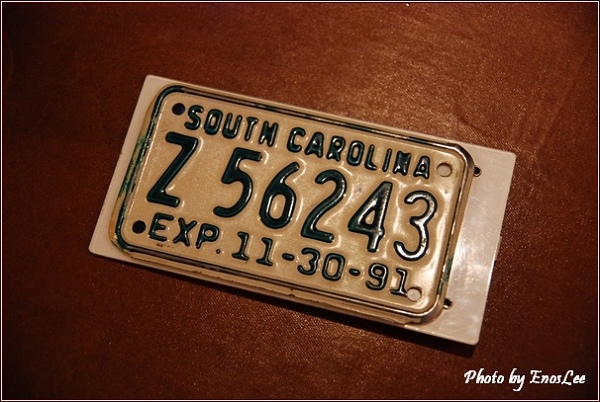 SOUTH CAROLINA
Z 56243
EXP. 11-30-91
Photo by EnosLee